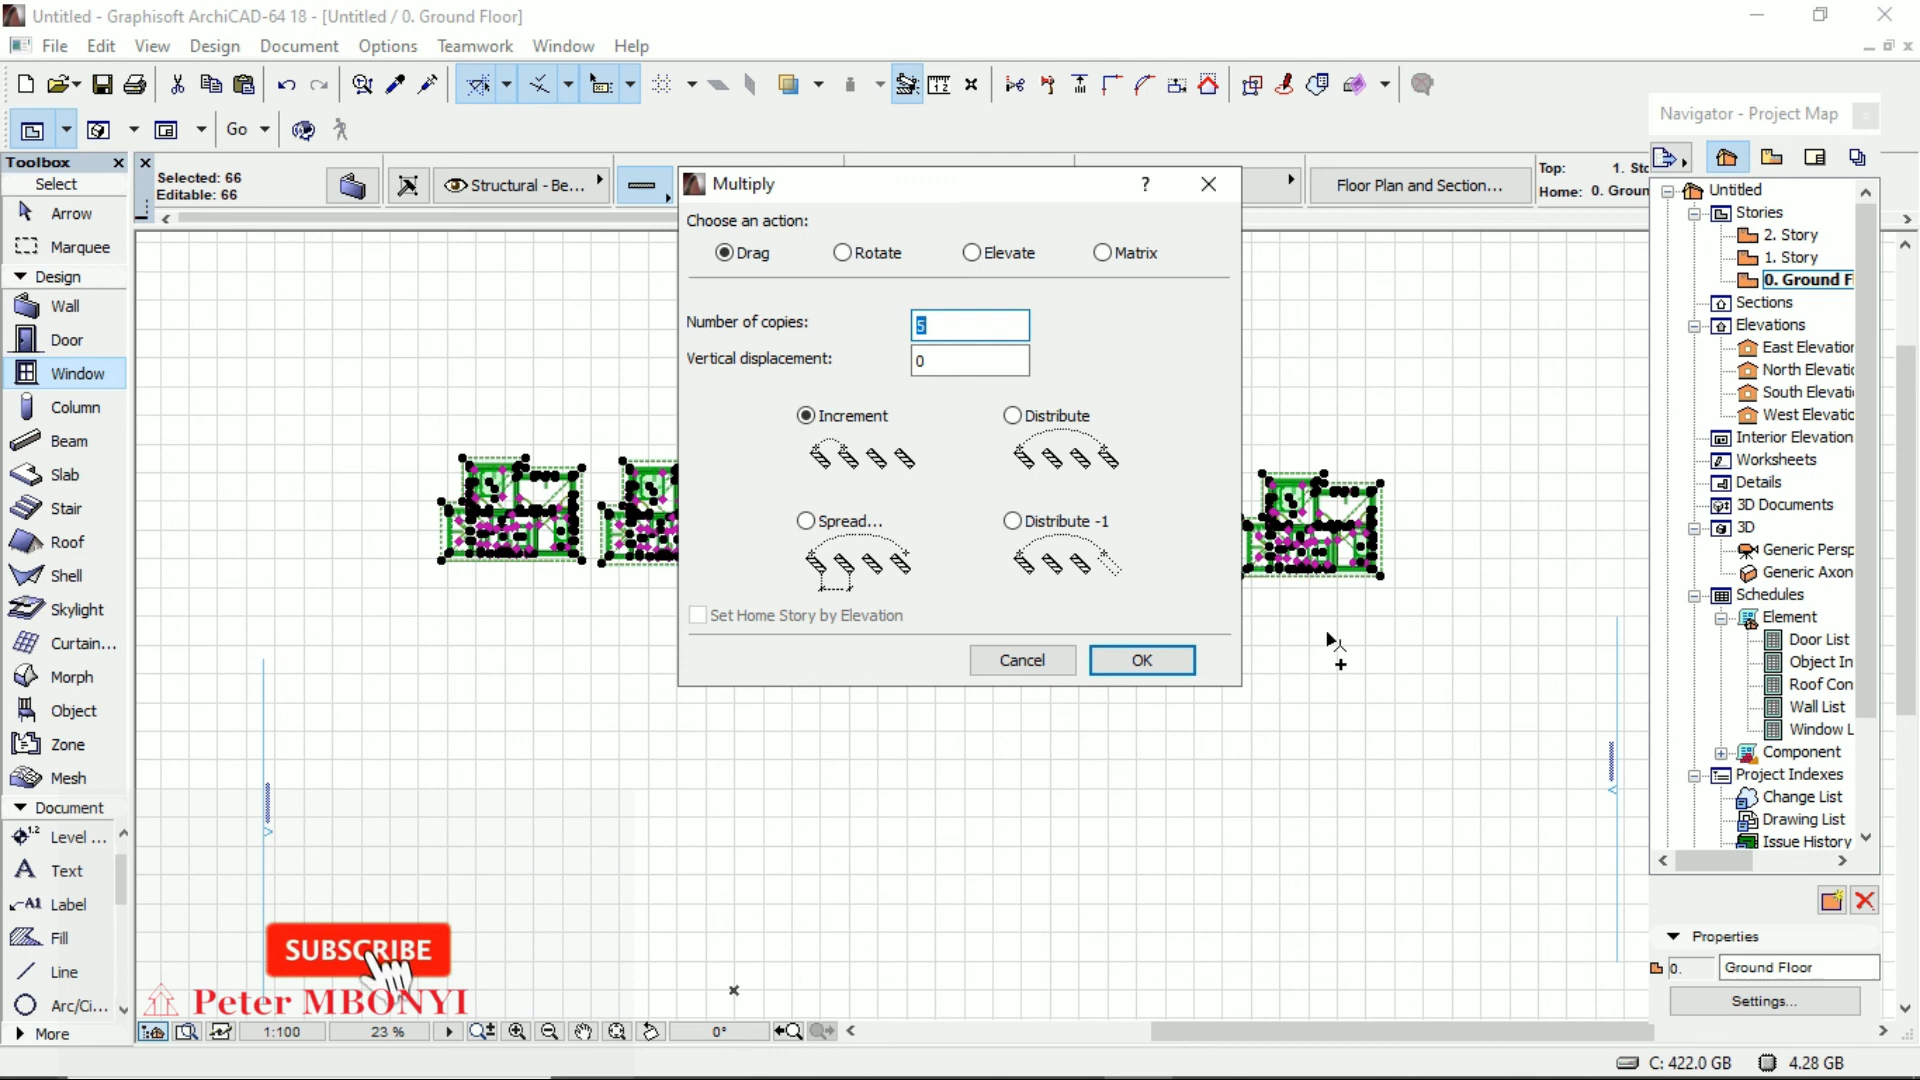 Untitled - Graphisoft ArchiCAD-64 18 - [Untitled / 0. Ground Floor]
File Edit View Design Document Options Teamwork Window Help
Go
Navigator - Project Map
Toolbox
Select
Arrow
Marquee
Design
Wall
Door
Window
Column
Beam
Slab
Stair
Roof
Shell
Skylight
Curtain...
Morph
Object
Zone
Mesh
Document
Level ...
Text
Label
Fill
Line
Arc/Ci...
More
Selected: 66
Editable: 66
Structural - Be...
Floor Plan and Section...
Top: 1. Sto
Home: 0. Groun
Multiply
?
Choose an action:
Drag Rotate Elevate Matrix
Number of copies: 5
Vertical displacement: 0
Increment Distribute
Spread... Distribute -1
Set Home Story by Elevation
Cancel OK
Untitled
Stories
2. Story
1. Story
0. Ground F
Sections
Elevations
East Elevation
North Elevatic
South Elevati
West Elevatio
Interior Elevation
Worksheets
Details
3D Documents
3D
Generic Persp
Generic Axon
Schedules
Element
Door List
Object In
Roof Con
Wall List
Window L
Component
Project Indexes
Change List
Drawing List
Issue History
Properties
0. Ground Floor
Settings...
SUBSCRIBE
Peter MBONYI
1:100 23 % 0°
C: 422.0 GB 4.28 GB